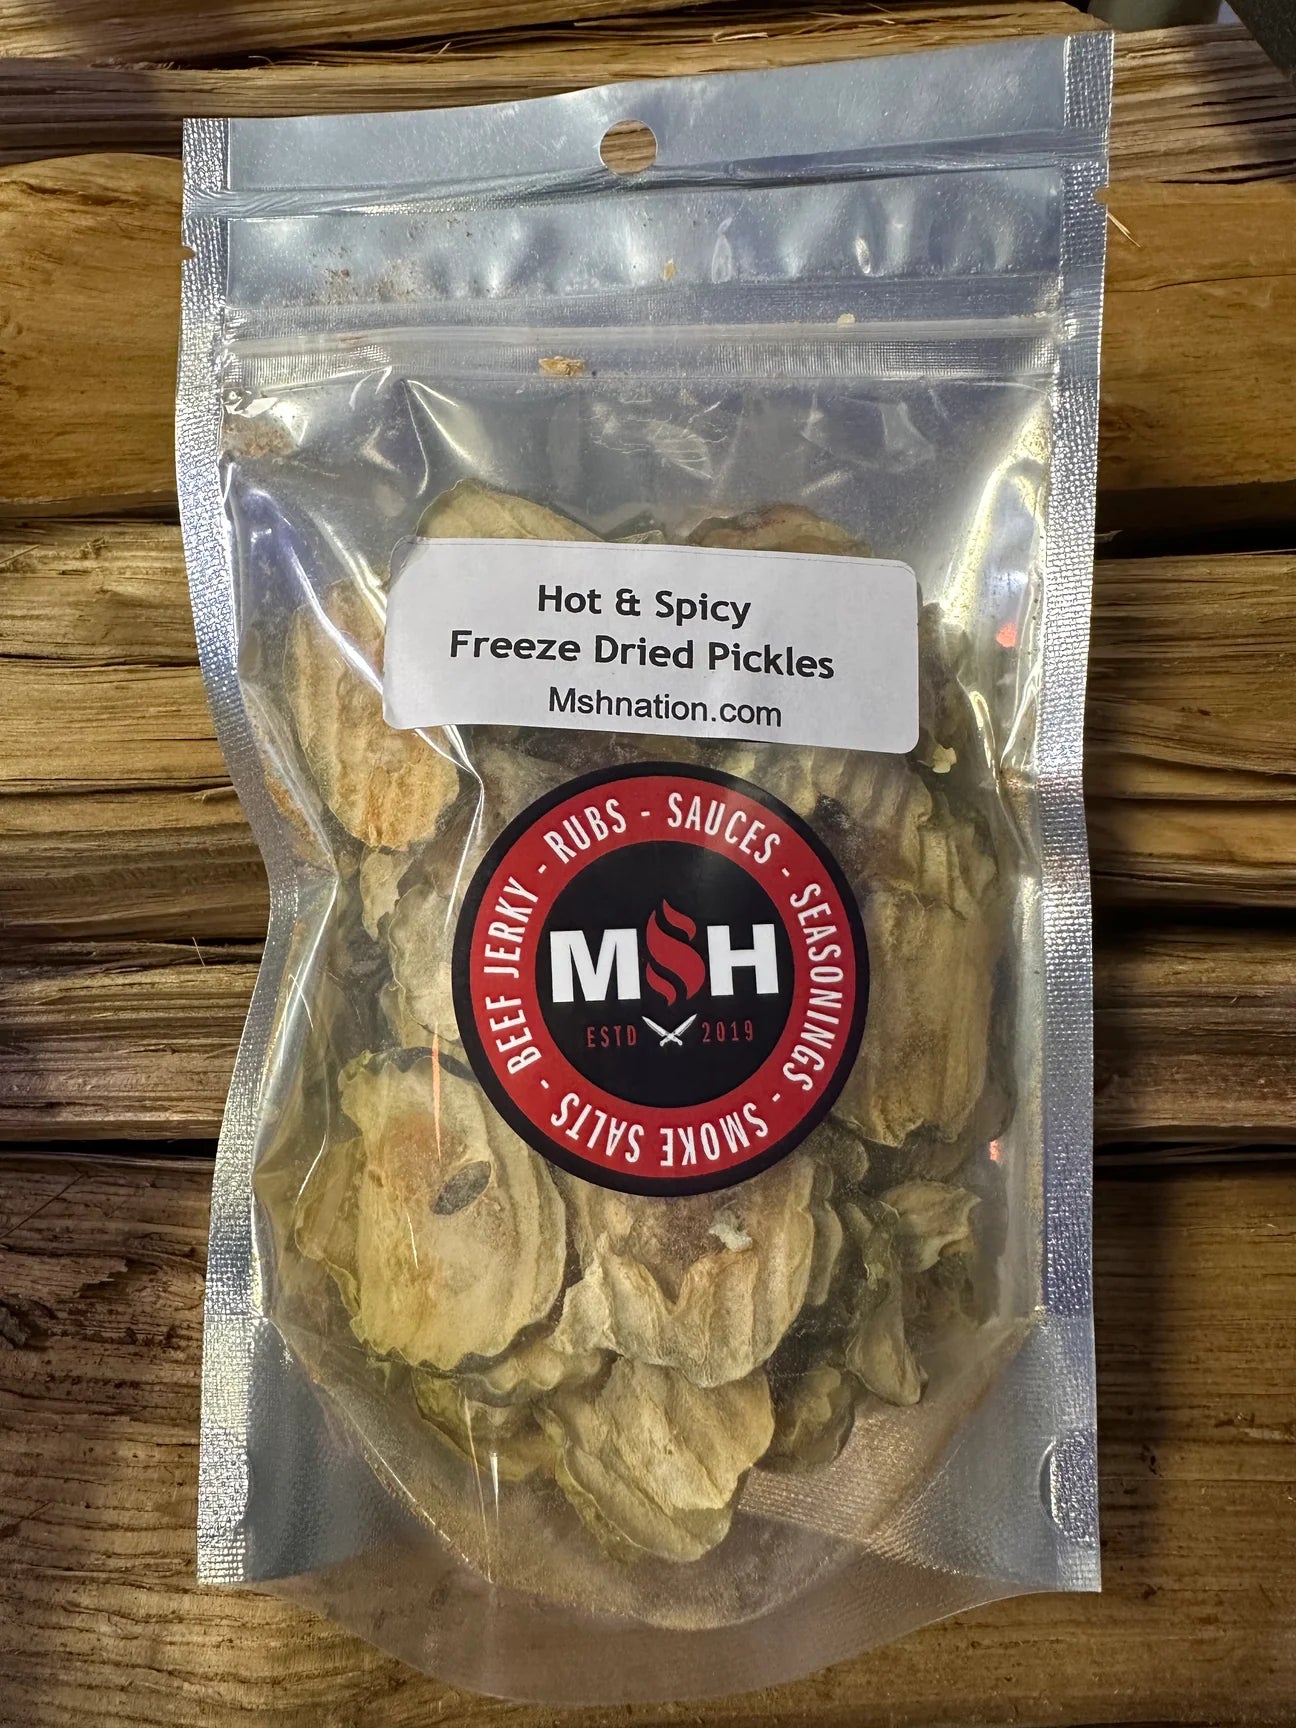 Hot & Spicy
Freeze Dried Pickles
Mshnation.com
BEEF JERKY - RUBS - SAUCES - SEASONINGS - SMOKE SALTS -
MSH
ESTD 2019